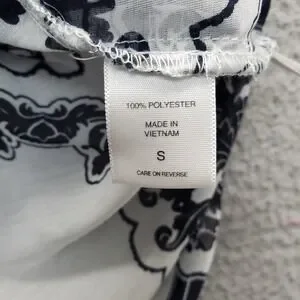 100% POLYESTER
MADE IN
VIETNAM
S
CARE ON REVERSE